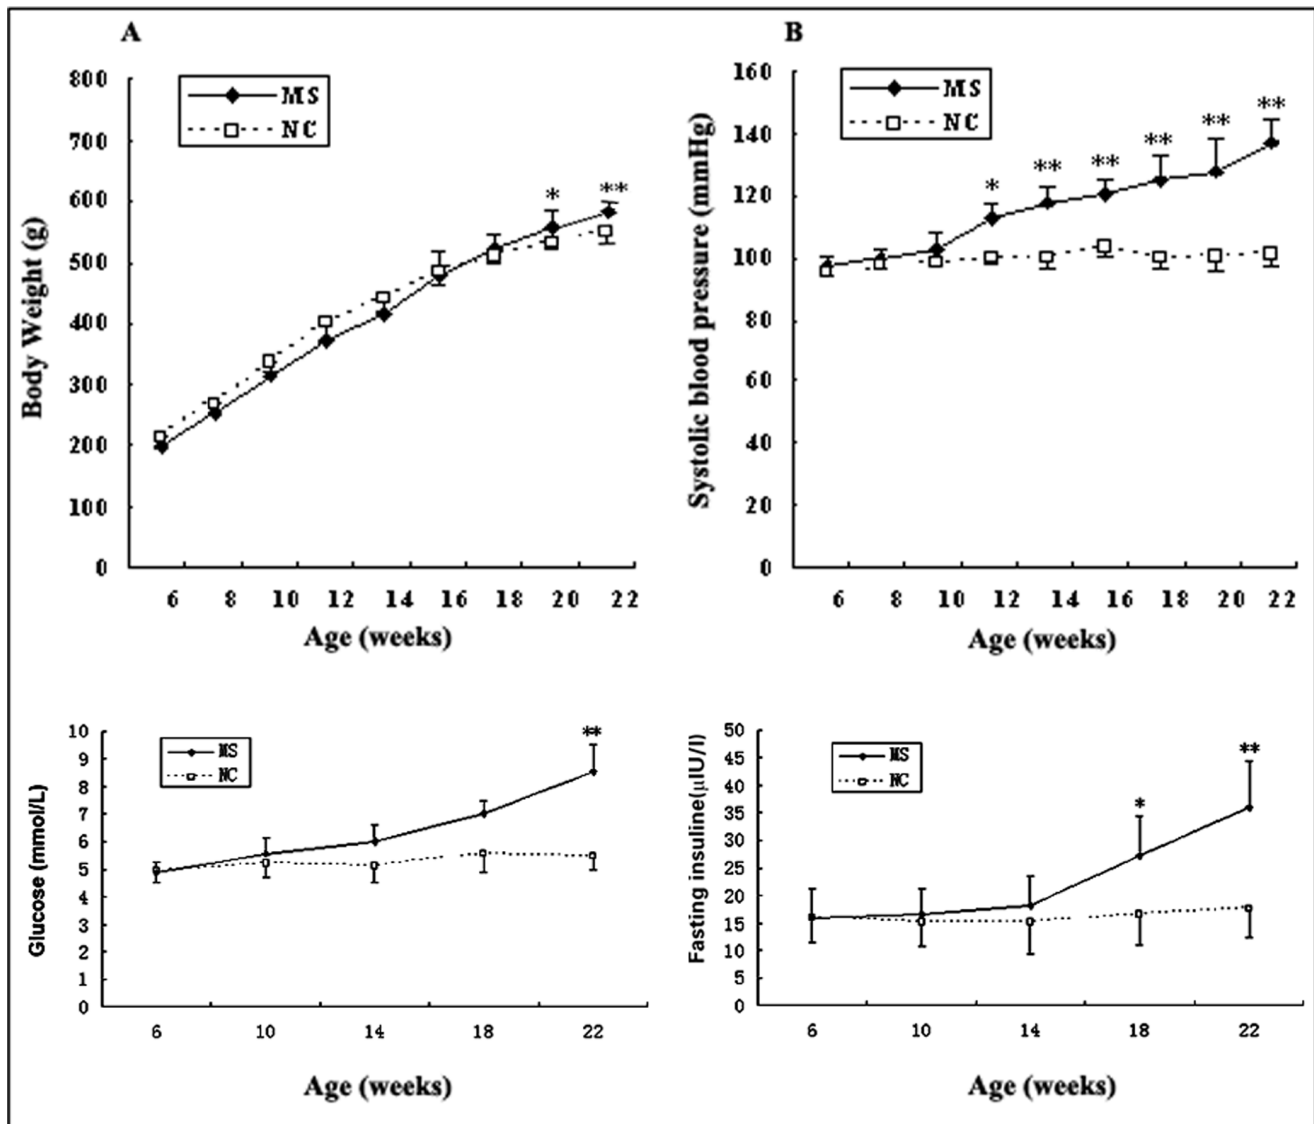 A
800
700
600
500
400
300
200
100
0
Body Weight (g)
MS
NC
*
**
6 8 10 12 14 16 18 20 22
Age (weeks)
B
160
140
120
100
80
60
40
20
0
Systolic blood pressure (mmHg)
MS
NC
* ** ** ** ** **
6 8 10 12 14 16 18 20 22
Age (weeks)
10
9
8
7
6
5
4
3
2
1
0
Glucose (mmol/L)
MS
NC
**
6 10 14 18 22
Age (weeks)
50
45
40
35
30
25
20
15
10
5
0
Fasting insuline(μIU/l)
MS
NC
*
**
6 10 14 18 22
Age (weeks)